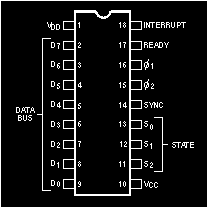 V_DD 1 18 INTERRUPT
D7 2 17 READY
D6 3 16 ϕ1
D5 4 15 ϕ2
D4 5 14 SYNC
D3 6 13 S0
D2 7 12 S1
D1 8 11 S2
D0 9 10 VCC
DATA
BUS
STATE